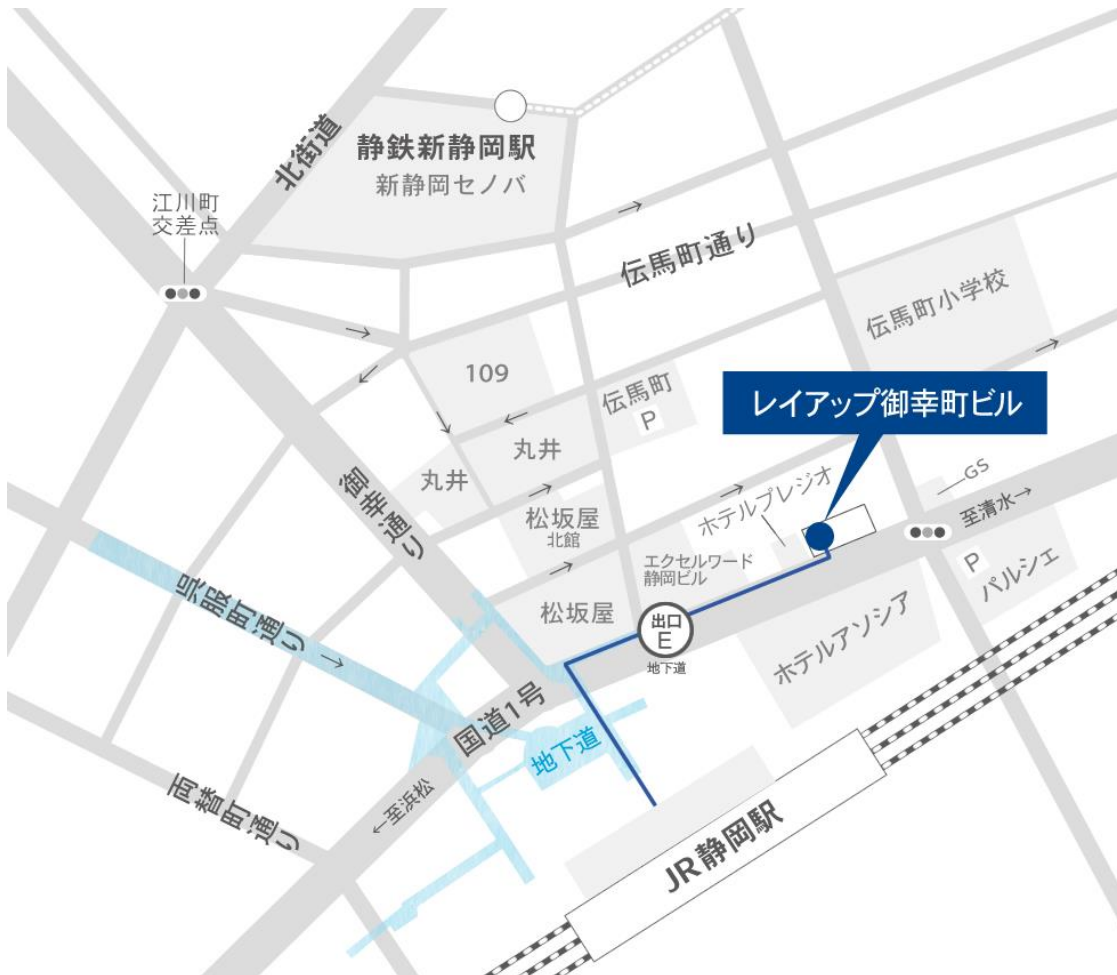 北街道
静鉄新静岡駅
新静岡セノバ
江川町
交差点
伝馬町通り
伝馬町小学校
109
伝馬町
P
レイアップ御幸町ビル
丸井
丸井
御幸通り
松坂屋
北館
ホテルプレジオ
GS
至清水→
P
パルシェ
エクセルワード
静岡ビル
呉服町通り
松坂屋
出口
E
地下道
ホテルアソシア
国道1号
地下道
両替町通り
←至浜松
JR静岡駅